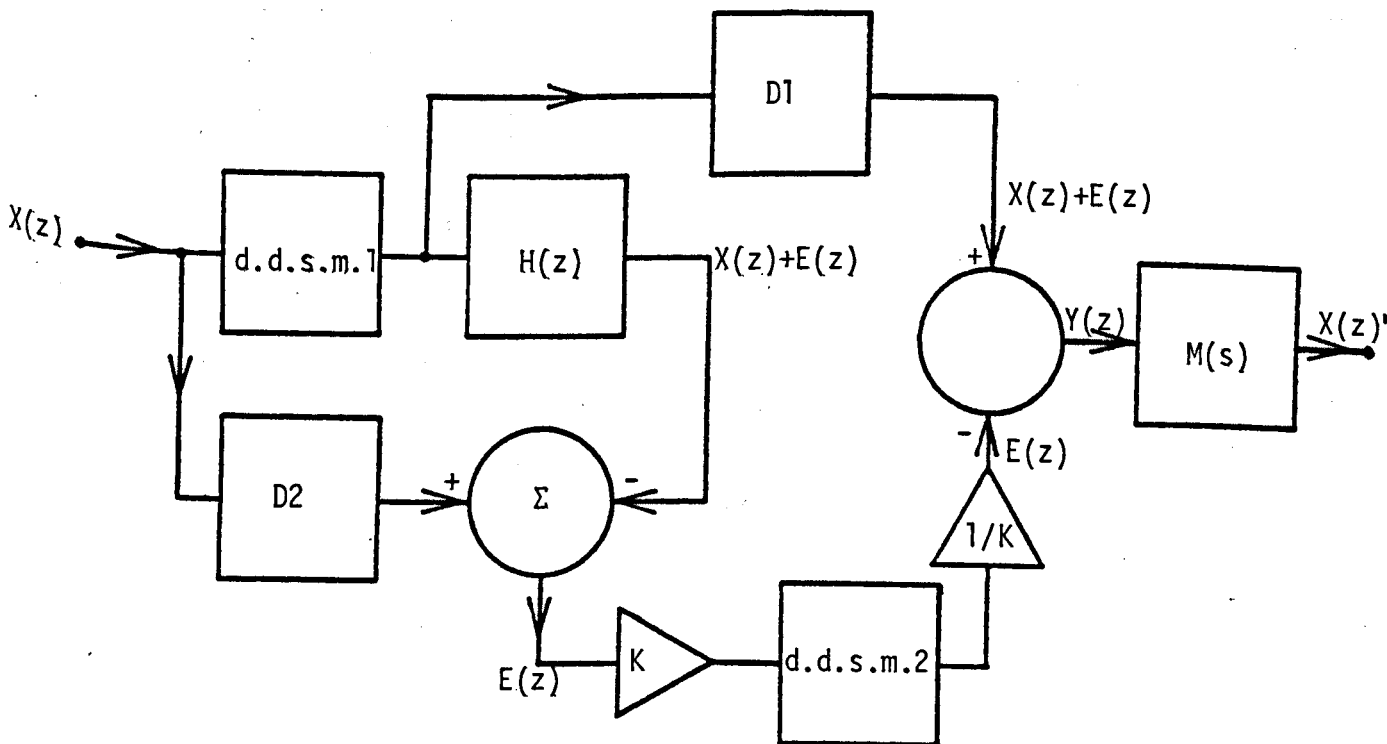 D1
X(z)
d.d.s.m.1
H(z)
X(z)+E(z)
X(z)+E(z)
+
Y(z)
M(s)
X(z)'
-
E(z)
D2
+
Σ
-
1/K
E(z)
K
d.d.s.m.2